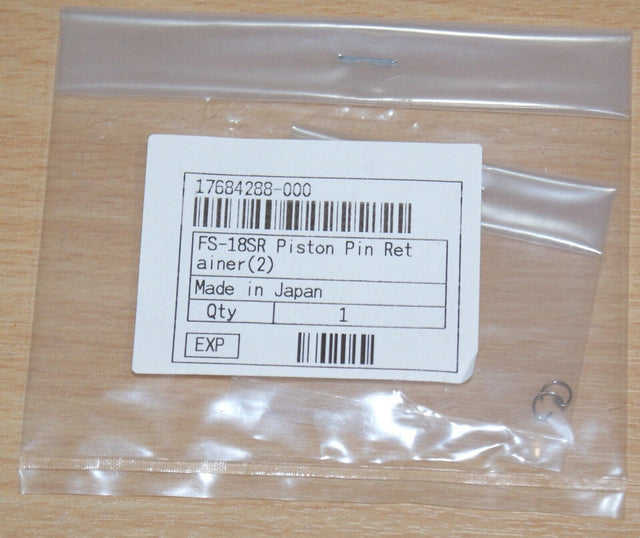 17684288-000
FS-18SR Piston Pin Ret
ainer(2)
Made in Japan
Qty 1
EXP